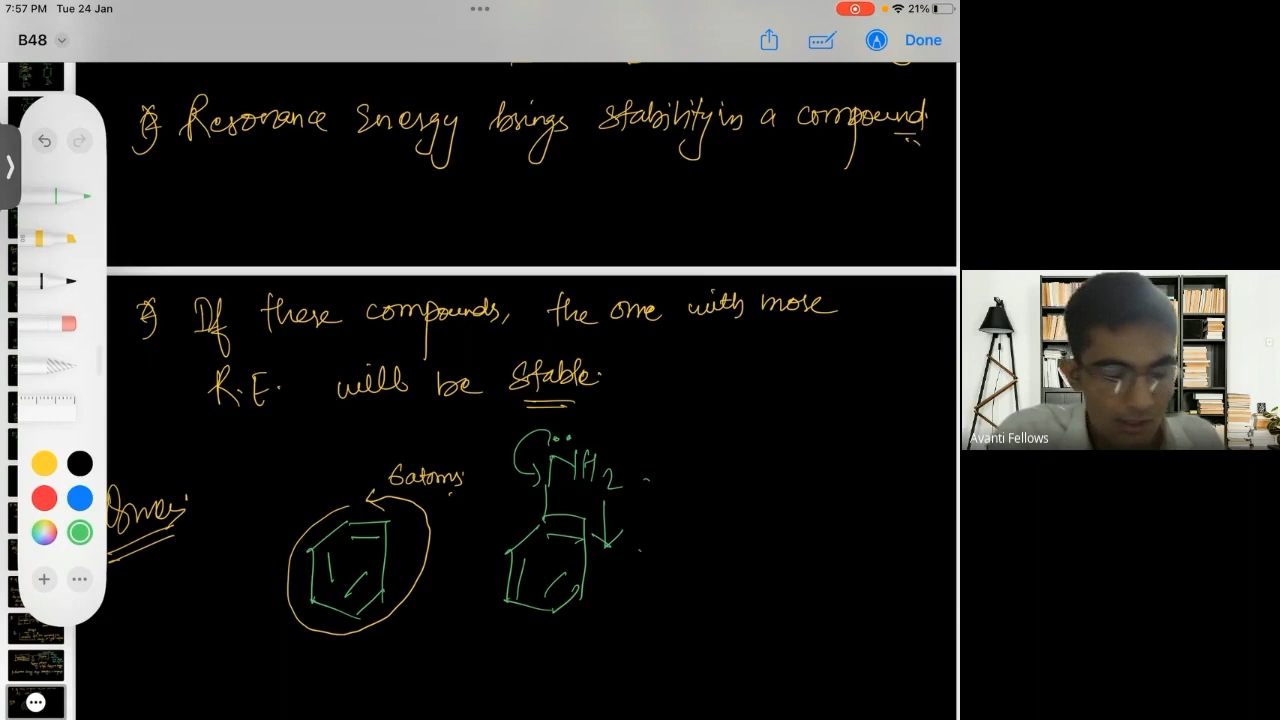 7:57 PM Tue 24 Jan
21%
B48
Done
Resonance Energy brings stability in a compound.
If these compounds, the one with more
R.E. will be stable.
6 atoms
NH2
Avanti Fellows